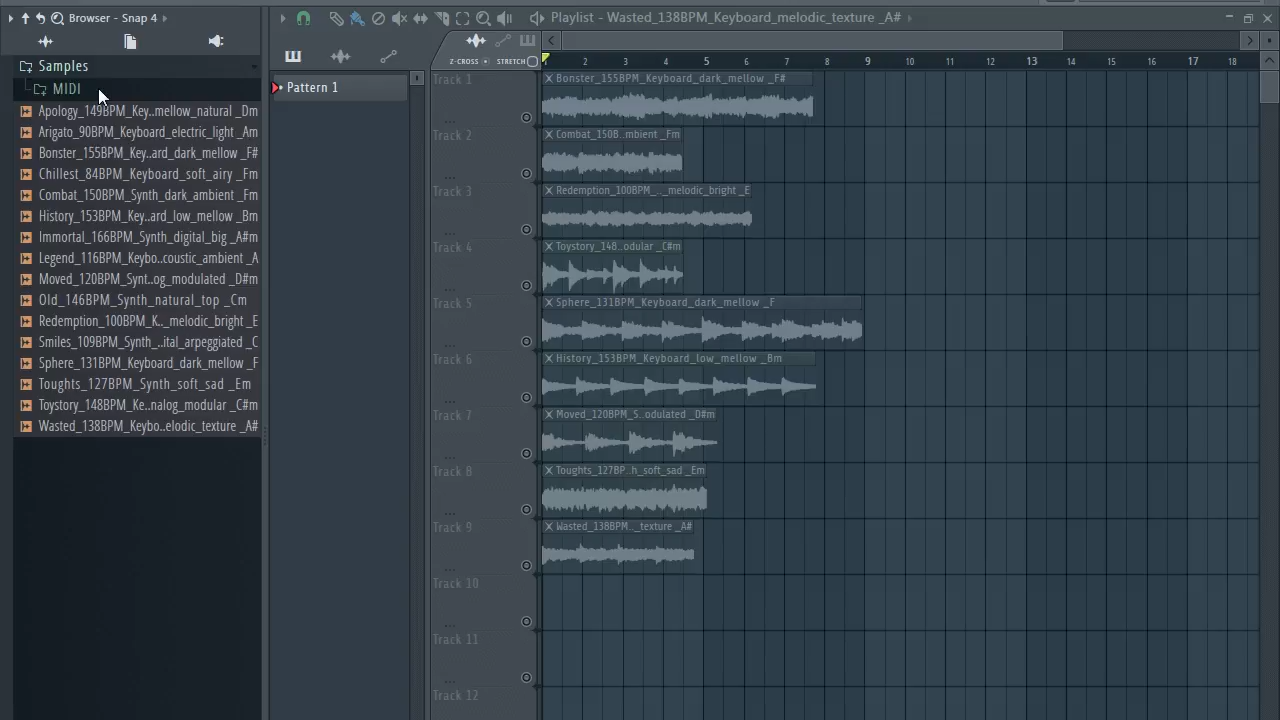 Browser - Snap 4
Playlist - Wasted_138BPM_Keyboard_melodic_texture _A#
Samples
MIDI
Apology_149BPM_Key..mellow_natural _Dm
Arigato_90BPM_Keyboard_electric_light _Am
Bonster_155BPM_Key..ard_dark_mellow _F#
Chillest_84BPM_Keyboard_soft_airy _Fm
Combat_150BPM_Synth_dark_ambient _Fm
History_153BPM_Key..ard_low_mellow _Bm
Immortal_166BPM_Synth_digital_big _A#m
Legend_116BPM_Keybo..coustic_ambient _A
Moved_120BPM_Synt..og_modulated _D#m
Old_146BPM_Synth_natural_top _Cm
Redemption_100BPM_K.._melodic_bright _E
Smiles_109BPM_Synth_..ital_arpeggiated _C
Sphere_131BPM_Keyboard_dark_mellow _F
Toughts_127BPM_Synth_soft_sad _Em
Toystory_148BPM_Ke..nalog_modular _C#m
Wasted_138BPM_Keybo..elodic_texture _A#
Pattern 1
Z-CROSS STRETCH
1 2 3 4 5 6 7 8 9 10 11 12 13 14 15 16 17 18
Track 1
Bonster_155BPM_Keyboard_dark_mellow _F#
Track 2
Combat_150B..mbient _Fm
Track 3
Redemption_100BPM_.._melodic_bright _E
Track 4
Toystory_148..odular _C#m
Track 5
Sphere_131BPM_Keyboard_dark_mellow _F
Track 6
History_153BPM_Keyboard_low_mellow _Bm
Track 7
Moved_120BPM_S..odulated _D#m
Track 8
Toughts_127BP..h_soft_sad _Em
Track 9
Wasted_138BPM.._texture _A#
Track 10
Track 11
Track 12